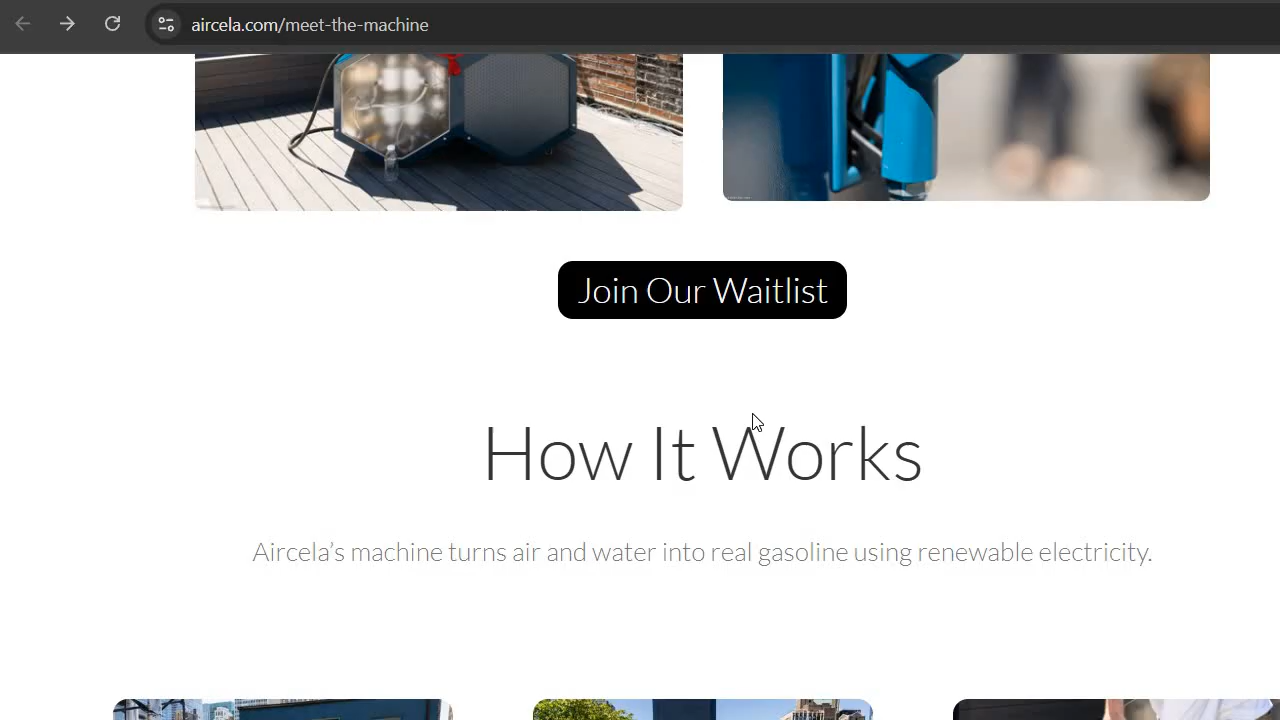 aircela.com/meet-the-machine
Join Our Waitlist
How It Works
Aircela’s machine turns air and water into real gasoline using renewable electricity.